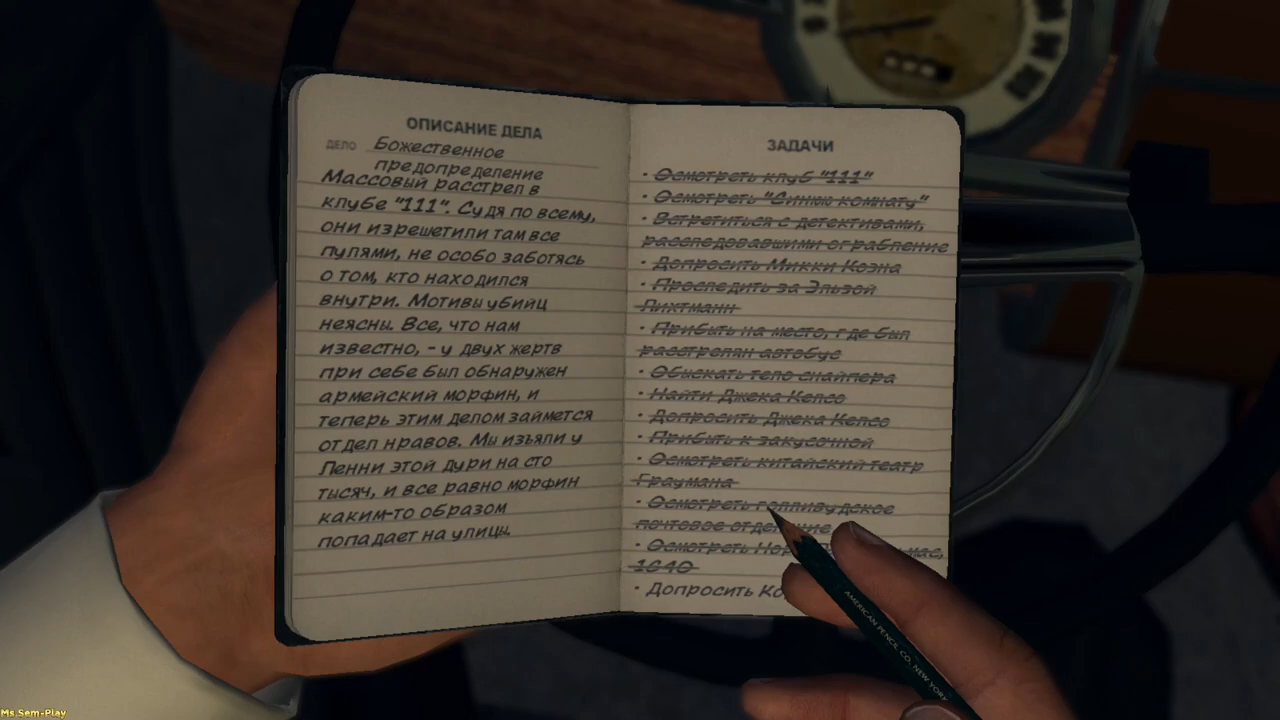 ОПИСАНИЕ ДЕЛА
ДЕЛО Божественное
предопределение
Массовый расстрел в
клубе "111". Судя по всему,
они изрешетили там все
пулями, не особо заботясь
о том, кто находился
внутри. Мотивы убийц
неясны. Все, что нам
известно, - у двух жертв
при себе был обнаружен
армейский морфин, и
теперь этим делом займется
отдел нравов. Мы изъяли у
Ленни этой дури на сто
тысяч, и все равно морфин
каким-то образом
попадает на улицы.
ЗАДАЧИ
· Осмотреть клуб "111"
· Осмотреть "Синюю комнату"
· Встретиться с детективами,
расследовавшими ограбление
· Допросить Микки Коэна
· Проследить за Эльзой
Лихтманн
· Прибыть на место, где был
расстрелян автобус
· Обыскать тело снайпера
· Найти Джека Келсо
· Допросить Джека Келсо
· Прибыть к закусочной
· Осмотреть китайский театр
Граумана
· Осмотреть голливудское
почтовое отделение
· Осмотреть
1640
· Допросить
AMERICAN PENCIL CO. NEW YORK
Ms.Sem-Play